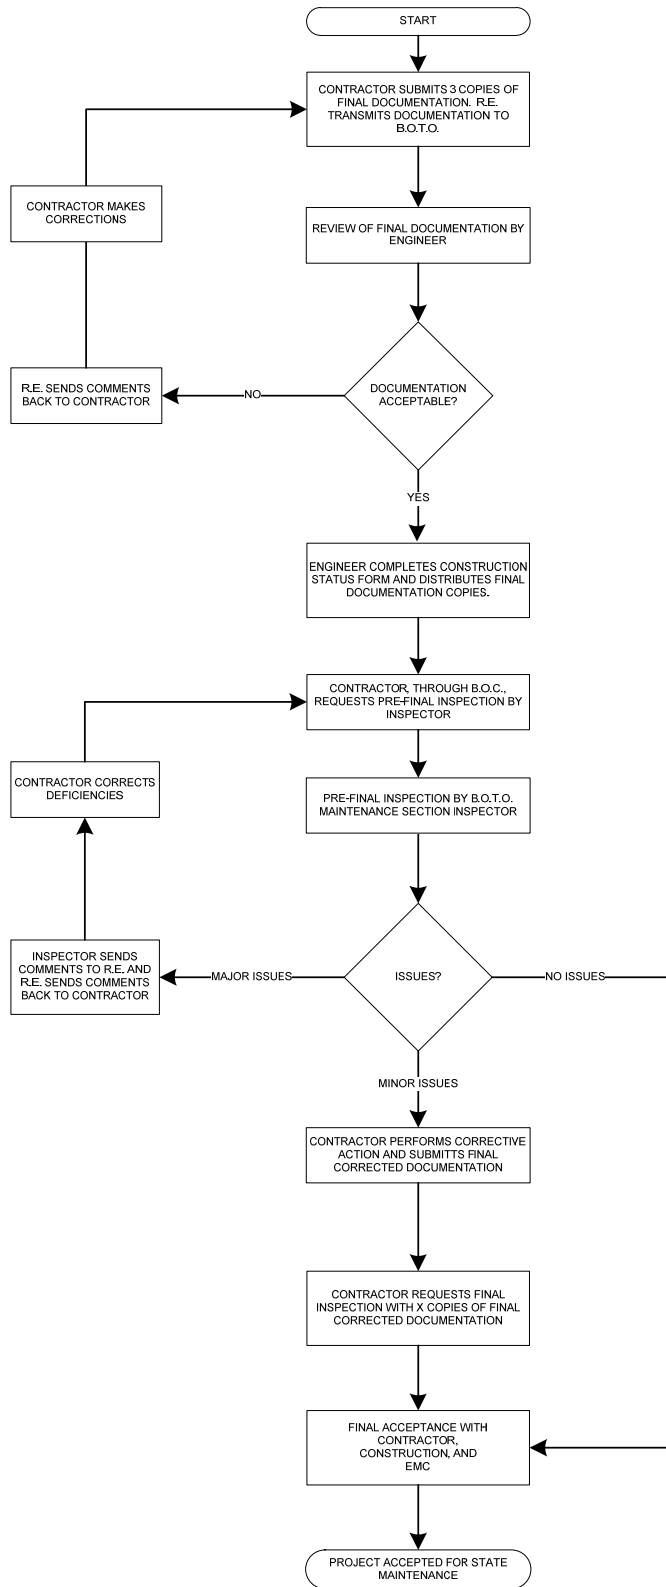 START
CONTRACTOR SUBMITS 3 COPIES OF
FINAL DOCUMENTATION. R.E.
TRANSMITS DOCUMENTATION TO
B.O.T.O.
CONTRACTOR MAKES
CORRECTIONS
REVIEW OF FINAL DOCUMENTATION BY
ENGINEER
R.E. SENDS COMMENTS
BACK TO CONTRACTOR
NO
DOCUMENTATION
ACCEPTABLE?
YES
ENGINEER COMPLETES CONSTRUCTION
STATUS FORM AND DISTRIBUTES FINAL
DOCUMENTATION COPIES.
CONTRACTOR, THROUGH B.O.C.,
REQUESTS PRE-FINAL INSPECTION BY
INSPECTOR
CONTRACTOR CORRECTS
DEFICIENCIES
PRE-FINAL INSPECTION BY B.O.T.O.
MAINTENANCE SECTION INSPECTOR
INSPECTOR SENDS
COMMENTS TO R.E. AND
R.E. SENDS COMMENTS
BACK TO CONTRACTOR
MAJOR ISSUES
ISSUES?
NO ISSUES
MINOR ISSUES
CONTRACTOR PERFORMS CORRECTIVE
ACTION AND SUBMITTS FINAL
CORRECTED DOCUMENTATION
CONTRACTOR REQUESTS FINAL
INSPECTION WITH X COPIES OF FINAL
CORRECTED DOCUMENTATION
FINAL ACCEPTANCE WITH
CONTRACTOR,
CONSTRUCTION, AND
EMC
PROJECT ACCEPTED FOR STATE
MAINTENANCE